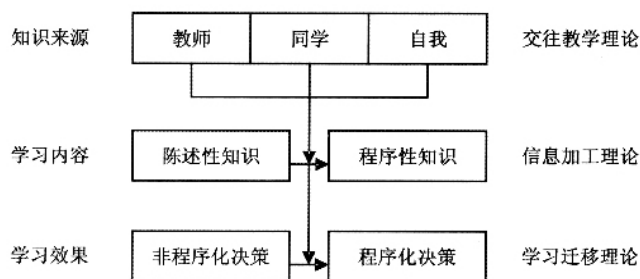 知识来源 教师 同学 自我 交往教学理论
学习内容 陈述性知识 程序性知识 信息加工理论
学习效果 非程序化决策 程序化决策 学习迁移理论